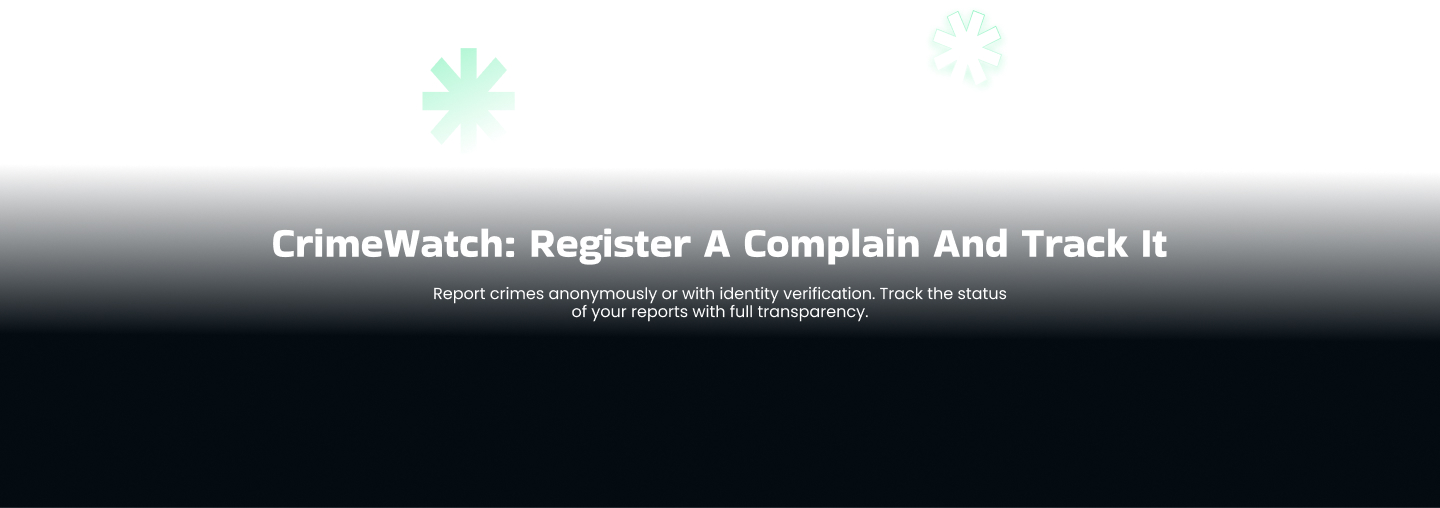 CrimeWatch: Register A Complain And Track It
Report crimes anonymously or with identity verification. Track the status
of your reports with full transparency.